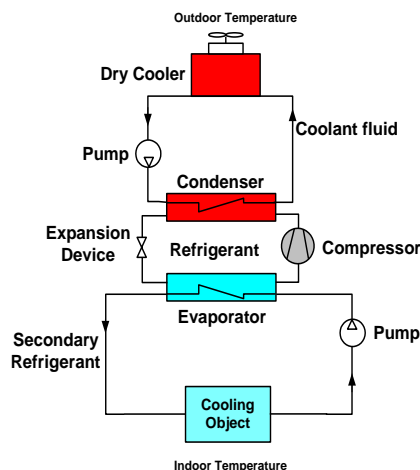 Outdoor Temperature
Dry Cooler
Coolant fluid
Pump
Condenser
Expansion
Device
Refrigerant
Compressor
Evaporator
Secondary
Refrigerant
Pump
Cooling
Object
Indoor Temperature